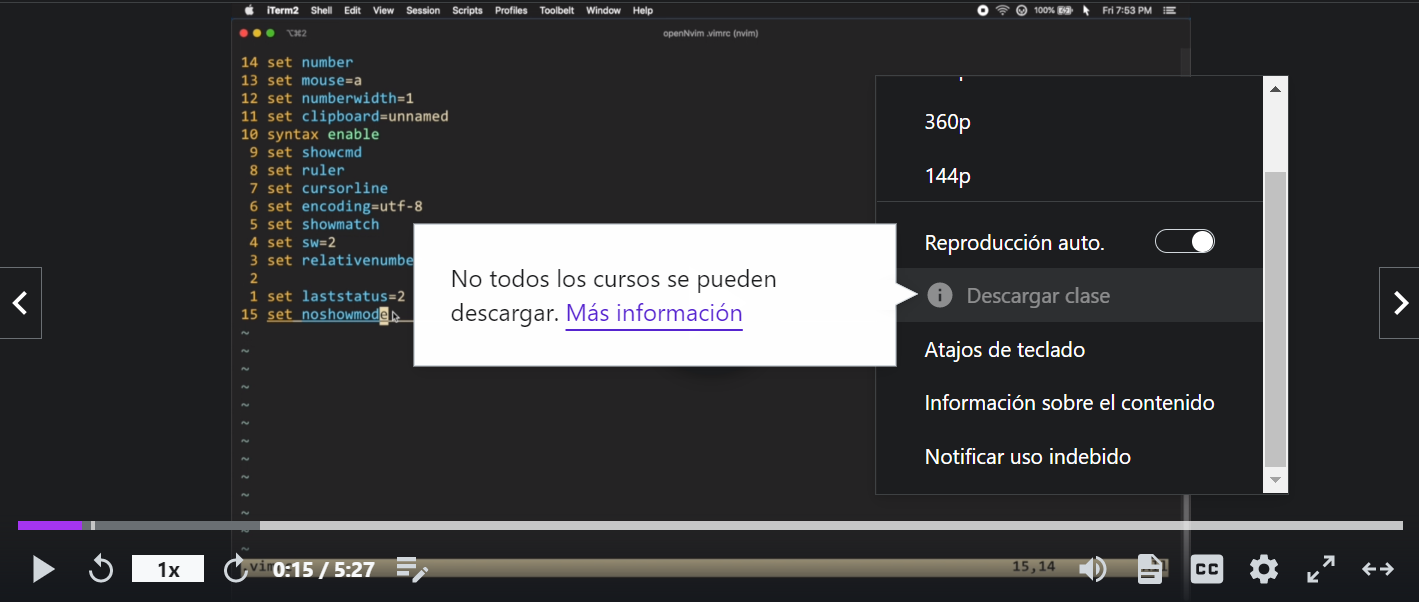 iTerm2 Shell Edit View Session Scripts Profiles Toolbelt Window Help 100% Fri 7:53 PM
⌥⌘2 openNvim .vimrc (nvim)
14 set number
13 set mouse=a
12 set numberwidth=1
11 set clipboard=unnamed
10 syntax enable
9 set showcmd
8 set ruler
7 set cursorline
6 set encoding=utf-8
5 set showmatch
4 set sw=2
3 set relativenumbe
2
1 set laststatus=2
15 set noshowmode
~
~
~
~
~
~
~
~
~
~
~
~
~
360p
144p
Reproducción auto.
Descargar clase
Atajos de teclado
Información sobre el contenido
Notificar uso indebido
No todos los cursos se pueden
descargar. Más información
15,14
1x 0:15 / 5:27 CC